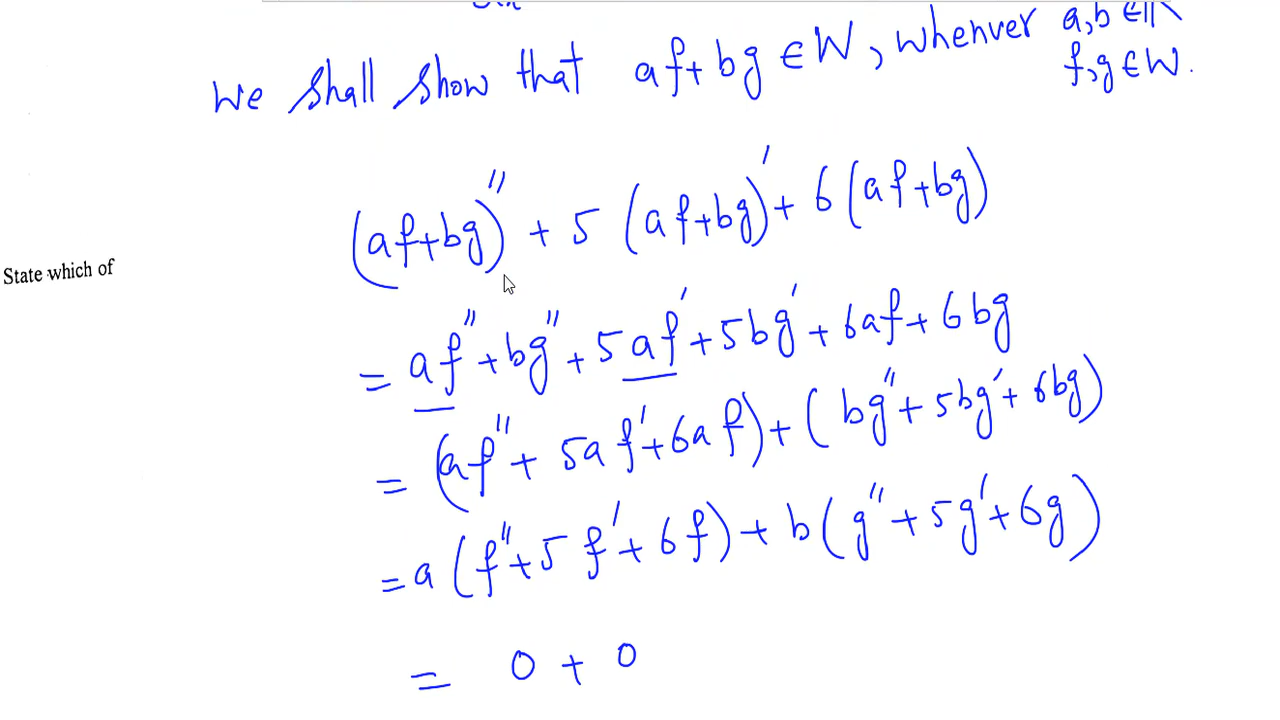 We shall show that af+bg ∈ W, whenver a,b ∈ ℝ
f,g ∈ W.
(af+bg)'' + 5 (af+bg)' + 6 (af+bg)
State which of
= af'' + bg'' + 5af' + 5bg' + 6af + 6bg
= (af'' + 5af' + 6af) + (bg'' + 5bg' + 6bg)
= a (f'' + 5f' + 6f) + b (g'' + 5g' + 6g)
= 0 + 0